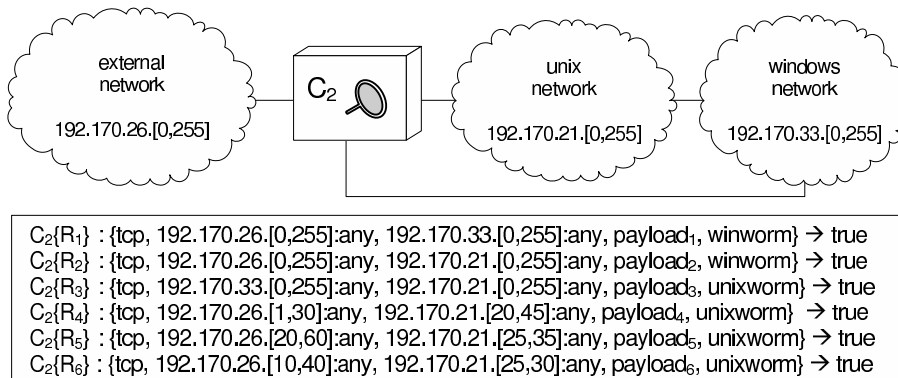 external
network
192.170.26.[0,255]
C₂
unix
network
192.170.21.[0,255]
windows
network
192.170.33.[0,255]
C₂{R₁} : {tcp, 192.170.26.[0,255]:any, 192.170.33.[0,255]:any, payload₁, winworm} → true
C₂{R₂} : {tcp, 192.170.26.[0,255]:any, 192.170.21.[0,255]:any, payload₂, winworm} → true
C₂{R₃} : {tcp, 192.170.33.[0,255]:any, 192.170.21.[0,255]:any, payload₃, unixworm} → true
C₂{R₄} : {tcp, 192.170.26.[1,30]:any, 192.170.21.[20,45]:any, payload₄, unixworm} → true
C₂{R₅} : {tcp, 192.170.26.[20,60]:any, 192.170.21.[25,35]:any, payload₅, unixworm} → true
C₂{R₆} : {tcp, 192.170.26.[10,40]:any, 192.170.21.[25,30]:any, payload₆, unixworm} → true